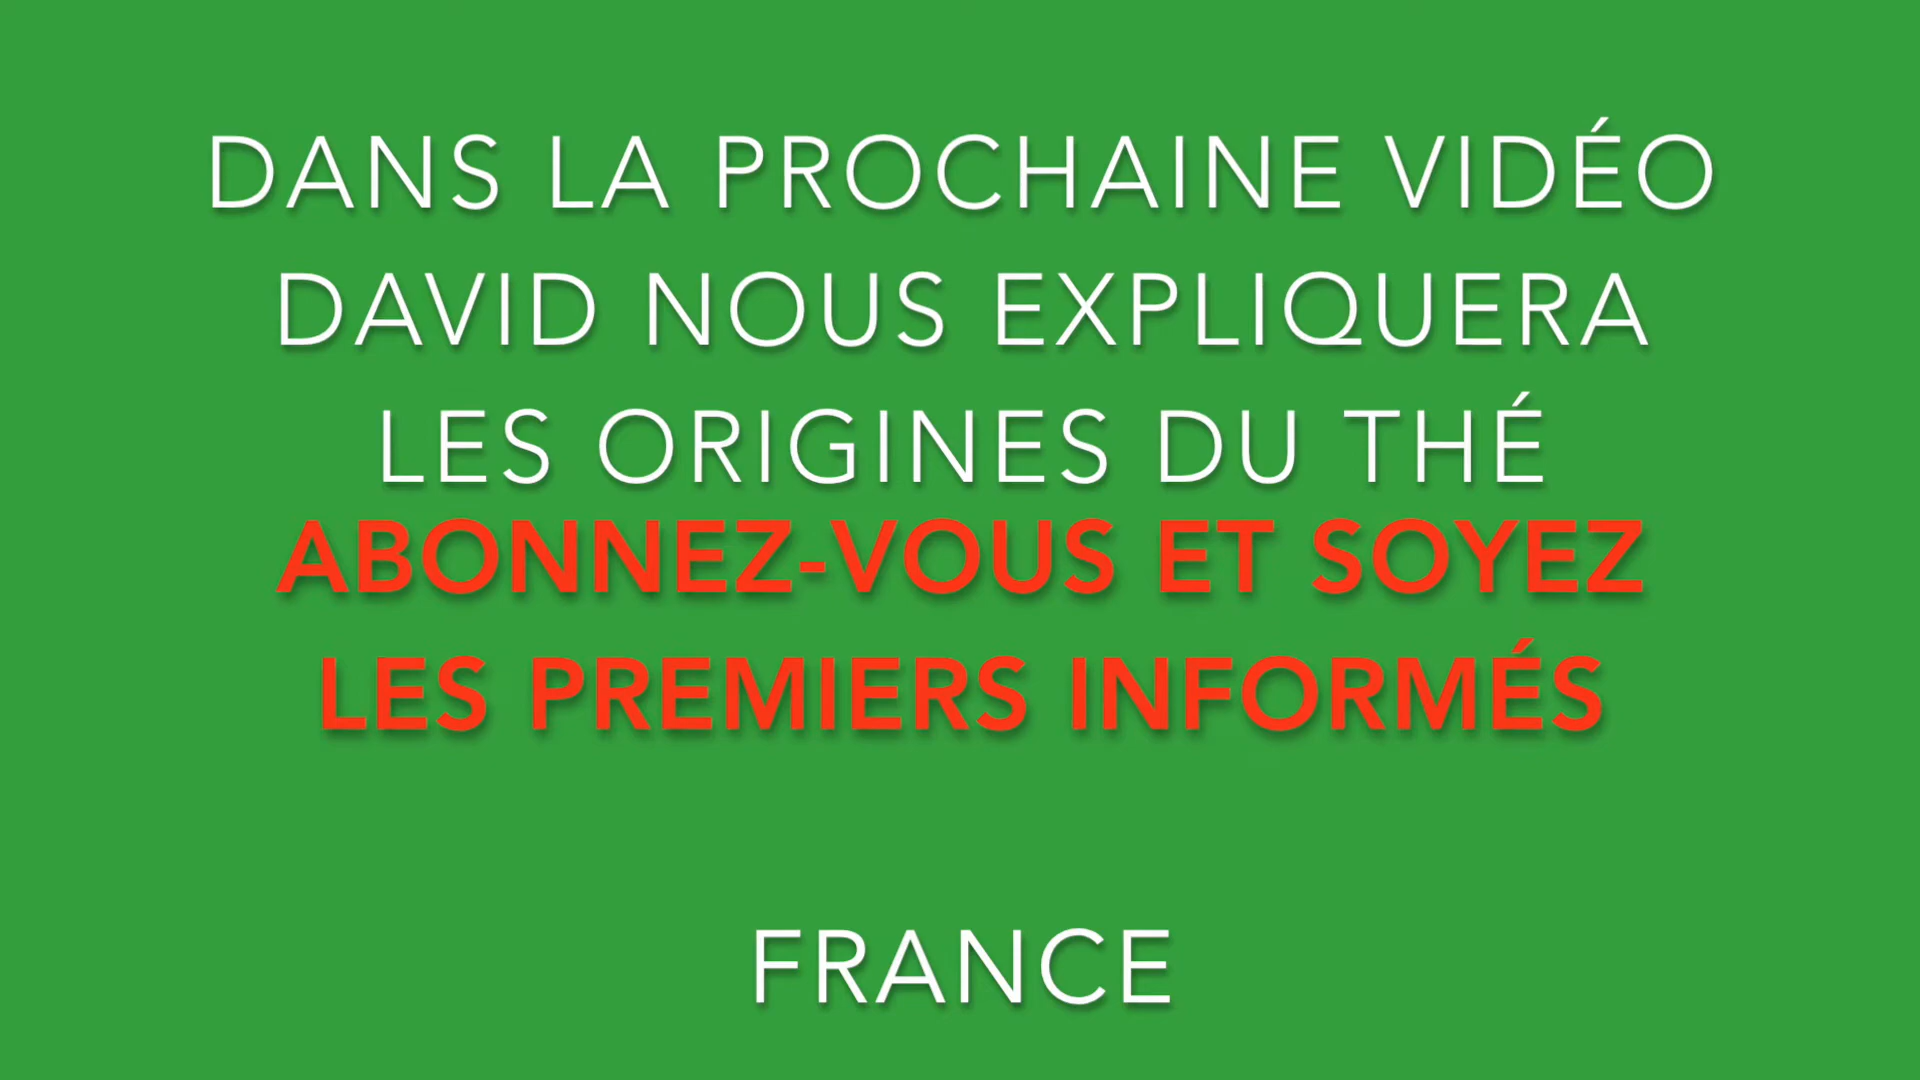 DANS LA PROCHAINE VIDÉO
DAVID NOUS EXPLIQUERA
LES ORIGINES DU THÉ
ABONNEZ-VOUS ET SOYEZ
LES PREMIERS INFORMÉS
FRANCE